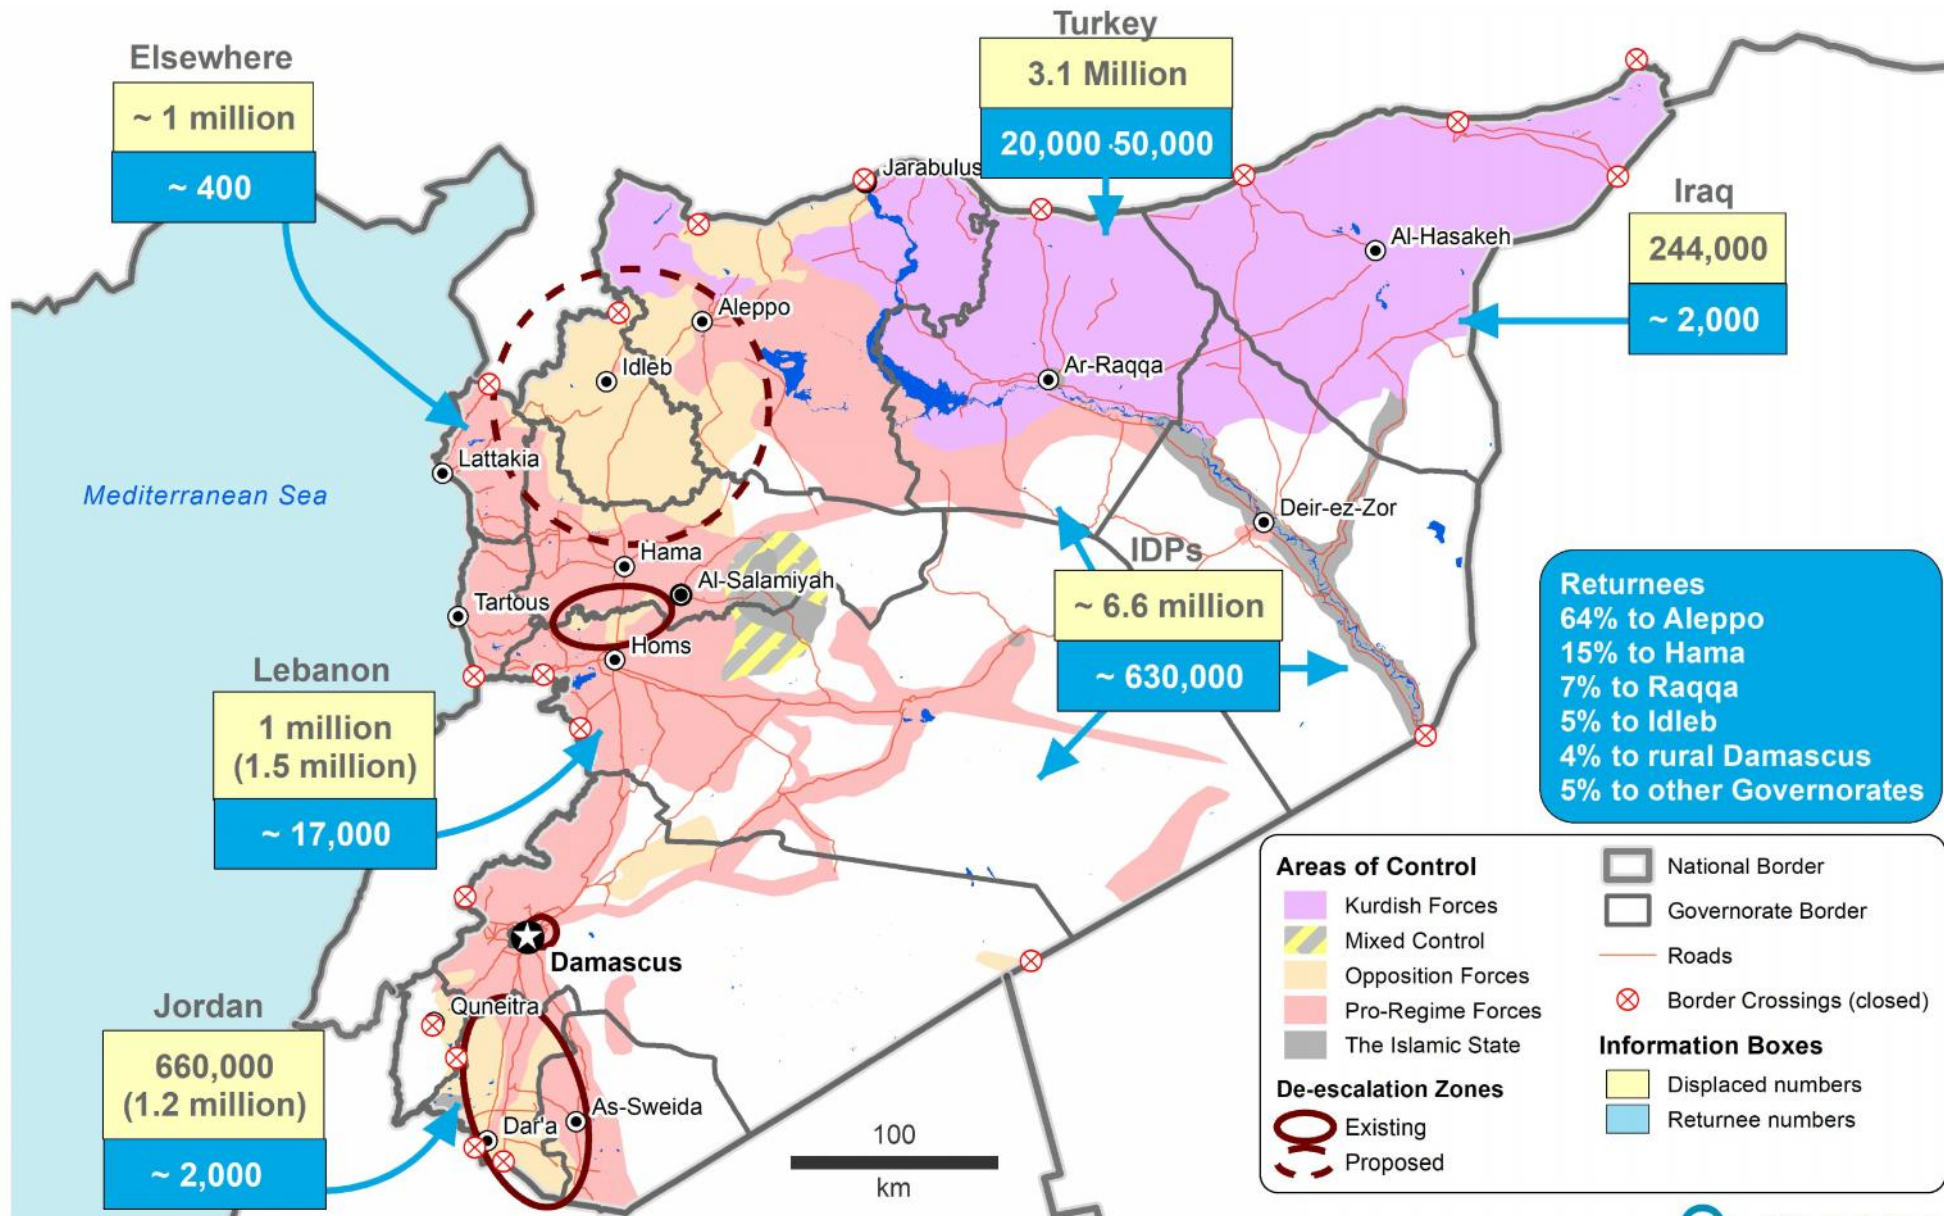 Elsewhere
~ 1 million
~ 400
Turkey
3.1 Million
20,000 -50,000
Iraq
244,000
~ 2,000
Jarabulus
Al-Hasakeh
Aleppo
Idleb
Ar-Raqqa
Lattakia
Mediterranean Sea
Deir-ez-Zor
Hama
Al-Salamiyah
Tartous
Homs
IDPs
~ 6.6 million
~ 630,000
Lebanon
1 million
(1.5 million)
~ 17,000
Damascus
Quneitra
Jordan
660,000
(1.2 million)
~ 2,000
As-Sweida
Dar'a
100
km
Returnees
64% to Aleppo
15% to Hama
7% to Raqqa
5% to Idleb
4% to rural Damascus
5% to other Governorates
Areas of Control
Kurdish Forces
Mixed Control
Opposition Forces
Pro-Regime Forces
The Islamic State
De-escalation Zones
Existing
Proposed
National Border
Governorate Border
Roads
Border Crossings (closed)
Information Boxes
Displaced numbers
Returnee numbers